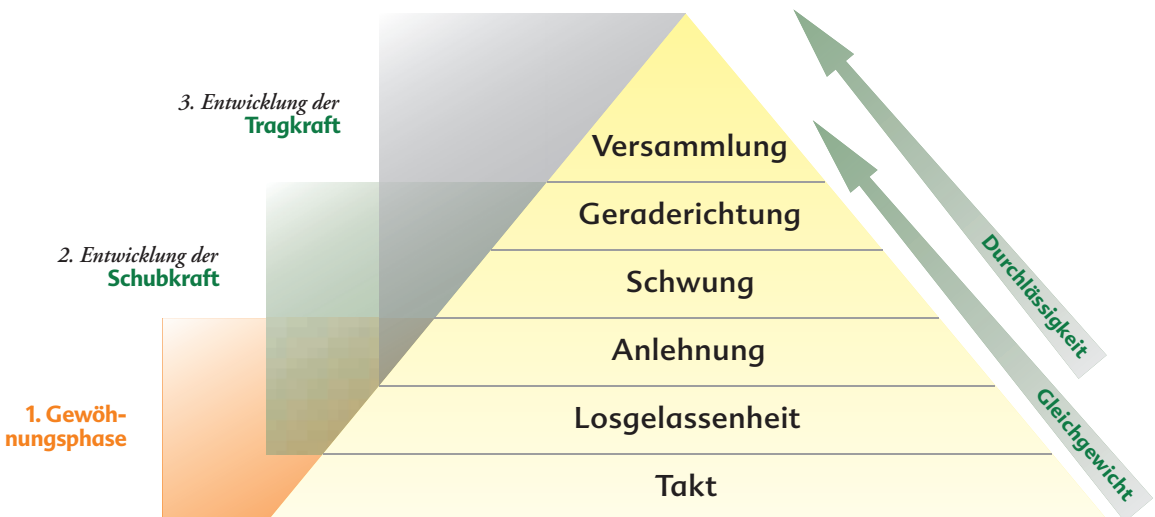 3. Entwicklung der
Tragkraft
2. Entwicklung der
Schubkraft
1. Gewöh-
nungsphase
Versammlung
Geraderichtung
Schwung
Anlehnung
Losgelassenheit
Takt
Durchlässigkeit
Gleichgewicht